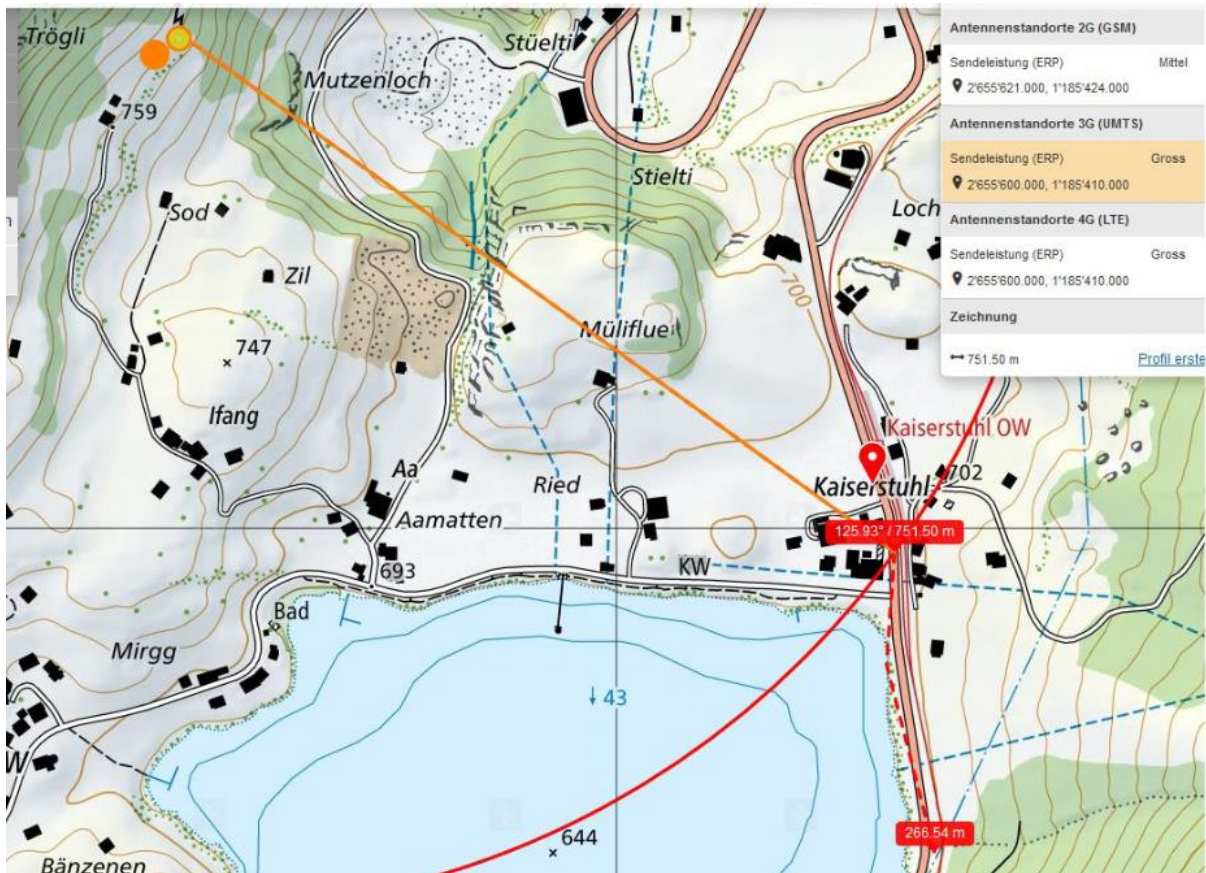 Trögli
Stüelti
Mutzenloch
759
Stielti
Sod
Loch
Zil
700
Müliflue
747
Ifang
Kaiserstuhl OW
702
Aa
Kaiserstuhl
Ried
Aamatten
125.93° / 751.50 m
693
KW
Bad
Mirgg
43
W
644
266.54 m
Bänzenen
Antennenstandorte 2G (GSM)
Sendeleistung (ERP) Mittel
2'655'621.000, 1'185'424.000
Antennenstandorte 3G (UMTS)
Sendeleistung (ERP) Gross
2'655'600.000, 1'185'410.000
Antennenstandorte 4G (LTE)
Sendeleistung (ERP) Gross
2'655'600.000, 1'185'410.000
Zeichnung
751.50 m Profil erste
n